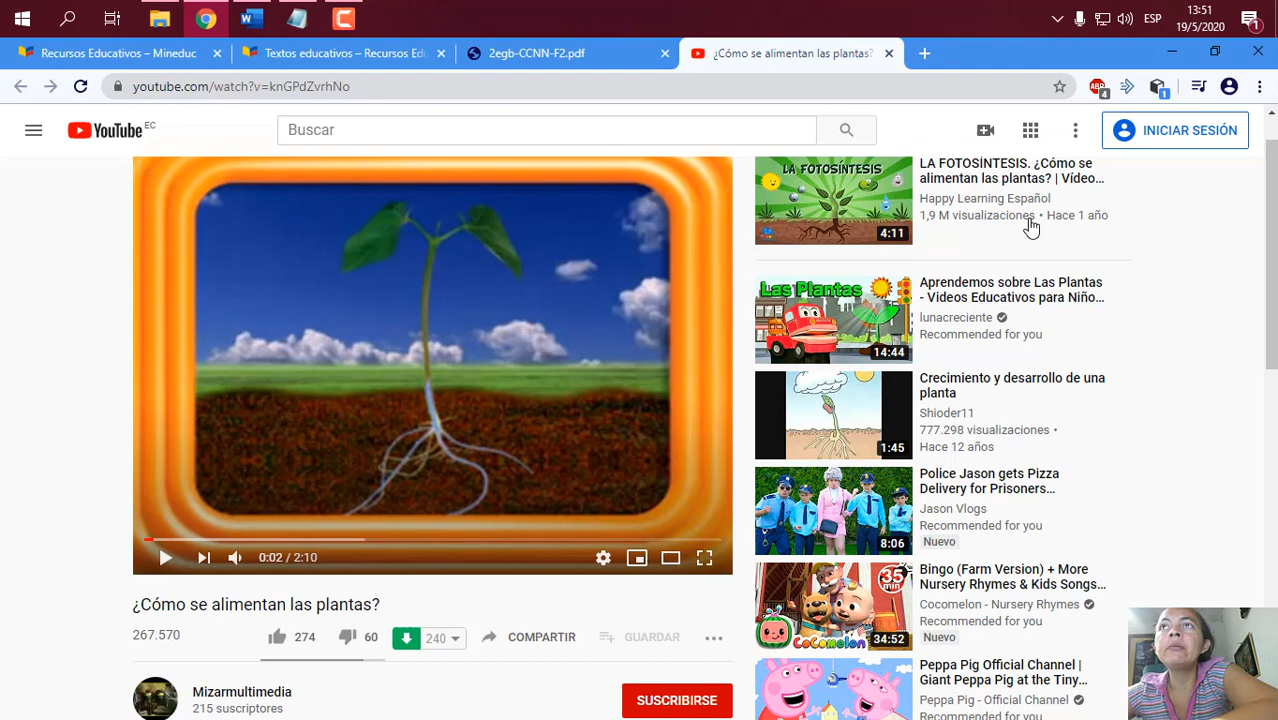 13:51
ESP
19/5/2020
1
Recursos Educativos – Mineduc
Textos educativos – Recursos Edu
2egb-CCNN-F2.pdf
¿Cómo se alimentan las plantas?
youtube.com/watch?v=knGPdZvrhNo
ABP
4
1
YouTube EC
Buscar
INICIAR SESIÓN
LA FOTOSÍNTESIS
4:11
LA FOTOSÍNTESIS. ¿Cómo se
alimentan las plantas? | Vídeo...
Happy Learning Español
1,9 M visualizaciones • Hace 1 año
Las Plantas
14:44
Aprendemos sobre Las Plantas
- Videos Educativos para Niño...
lunacreciente
Recommended for you
1:45
Crecimiento y desarrollo de una
planta
Shioder11
777.298 visualizaciones •
Hace 12 años
8:06
Police Jason gets Pizza
Delivery for Prisoners...
Jason Vlogs
Recommended for you
Nuevo
35
min
COCOMELON
34:52
Bingo (Farm Version) + More
Nursery Rhymes & Kids Songs...
Cocomelon - Nursery Rhymes
Nuevo
Peppa Pig Official Channel |
Giant Peppa Pig at the Tiny...
Peppa Pig - Official Channel
Recommended for you
0:02 / 2:10
¿Cómo se alimentan las plantas?
267.570
274
60
240
COMPARTIR
GUARDAR
Mizarmultimedia
215 suscriptores
SUSCRIBIRSE